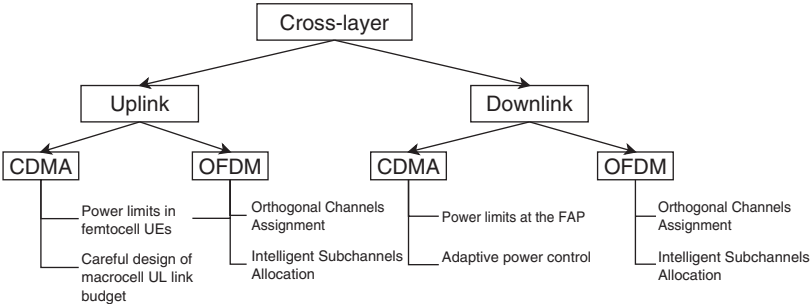 Cross-layer
Uplink
Downlink
CDMA
OFDM
CDMA
OFDM
Power limits in
femtocell UEs
Careful design of
macrocell UL link
budget
Orthogonal Channels
Assignment
Intelligent Subchannels
Allocation
Power limits at the FAP
Adaptive power control
Orthogonal Channels
Assignment
Intelligent Subchannels
Allocation